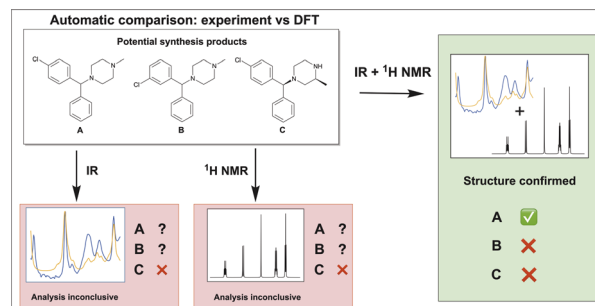 Automatic comparison: experiment vs DFT
Potential synthesis products
Cl
N
N
A
Cl
N
N
B
Cl
NH
N
C
IR + ¹H NMR
IR
¹H NMR
A ?
B ?
C ❌
Analysis inconclusive
A ?
B ?
C ❌
Analysis inconclusive
+
Structure confirmed
A ✅
B ❌
C ❌